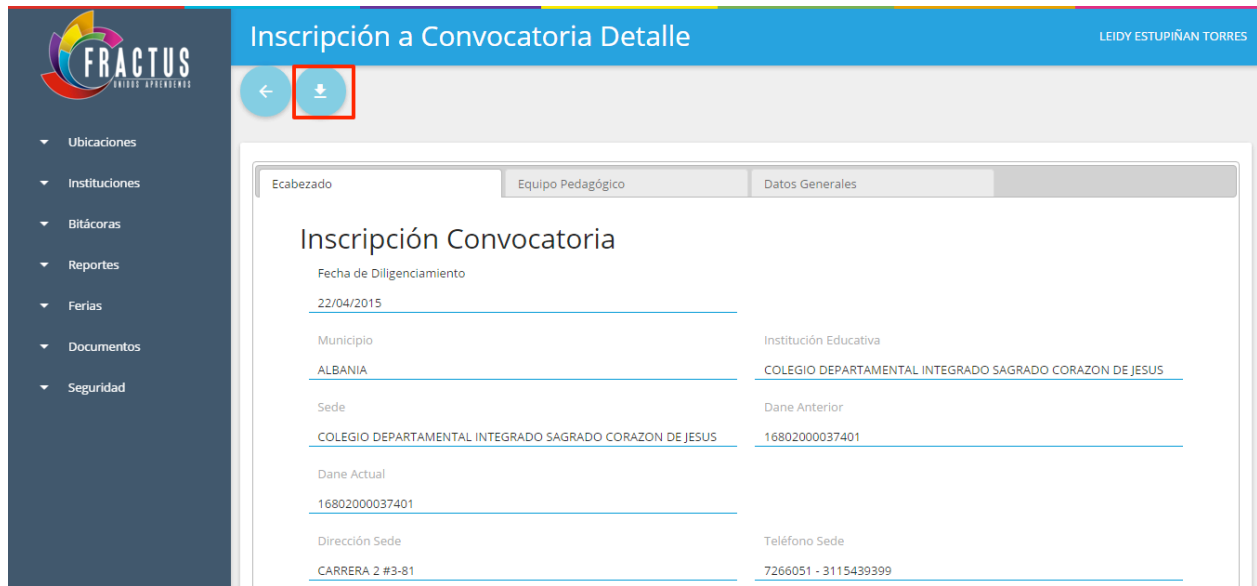 FRACTUS
UNIDOS APRENDEMOS
Inscripción a Convocatoria Detalle
LEIDY ESTUPIÑAN TORRES
Ubicaciones
Instituciones
Bitácoras
Reportes
Ferias
Documentos
Seguridad
Ecabezado Equipo Pedagógico Datos Generales
Inscripción Convocatoria
Fecha de Diligenciamiento
22/04/2015
Municipio Institución Educativa
ALBANIA COLEGIO DEPARTAMENTAL INTEGRADO SAGRADO CORAZON DE JESUS
Sede Dane Anterior
COLEGIO DEPARTAMENTAL INTEGRADO SAGRADO CORAZON DE JESUS 16802000037401
Dane Actual
16802000037401
Dirección Sede Teléfono Sede
CARRERA 2 #3-81 7266051 - 3115439399